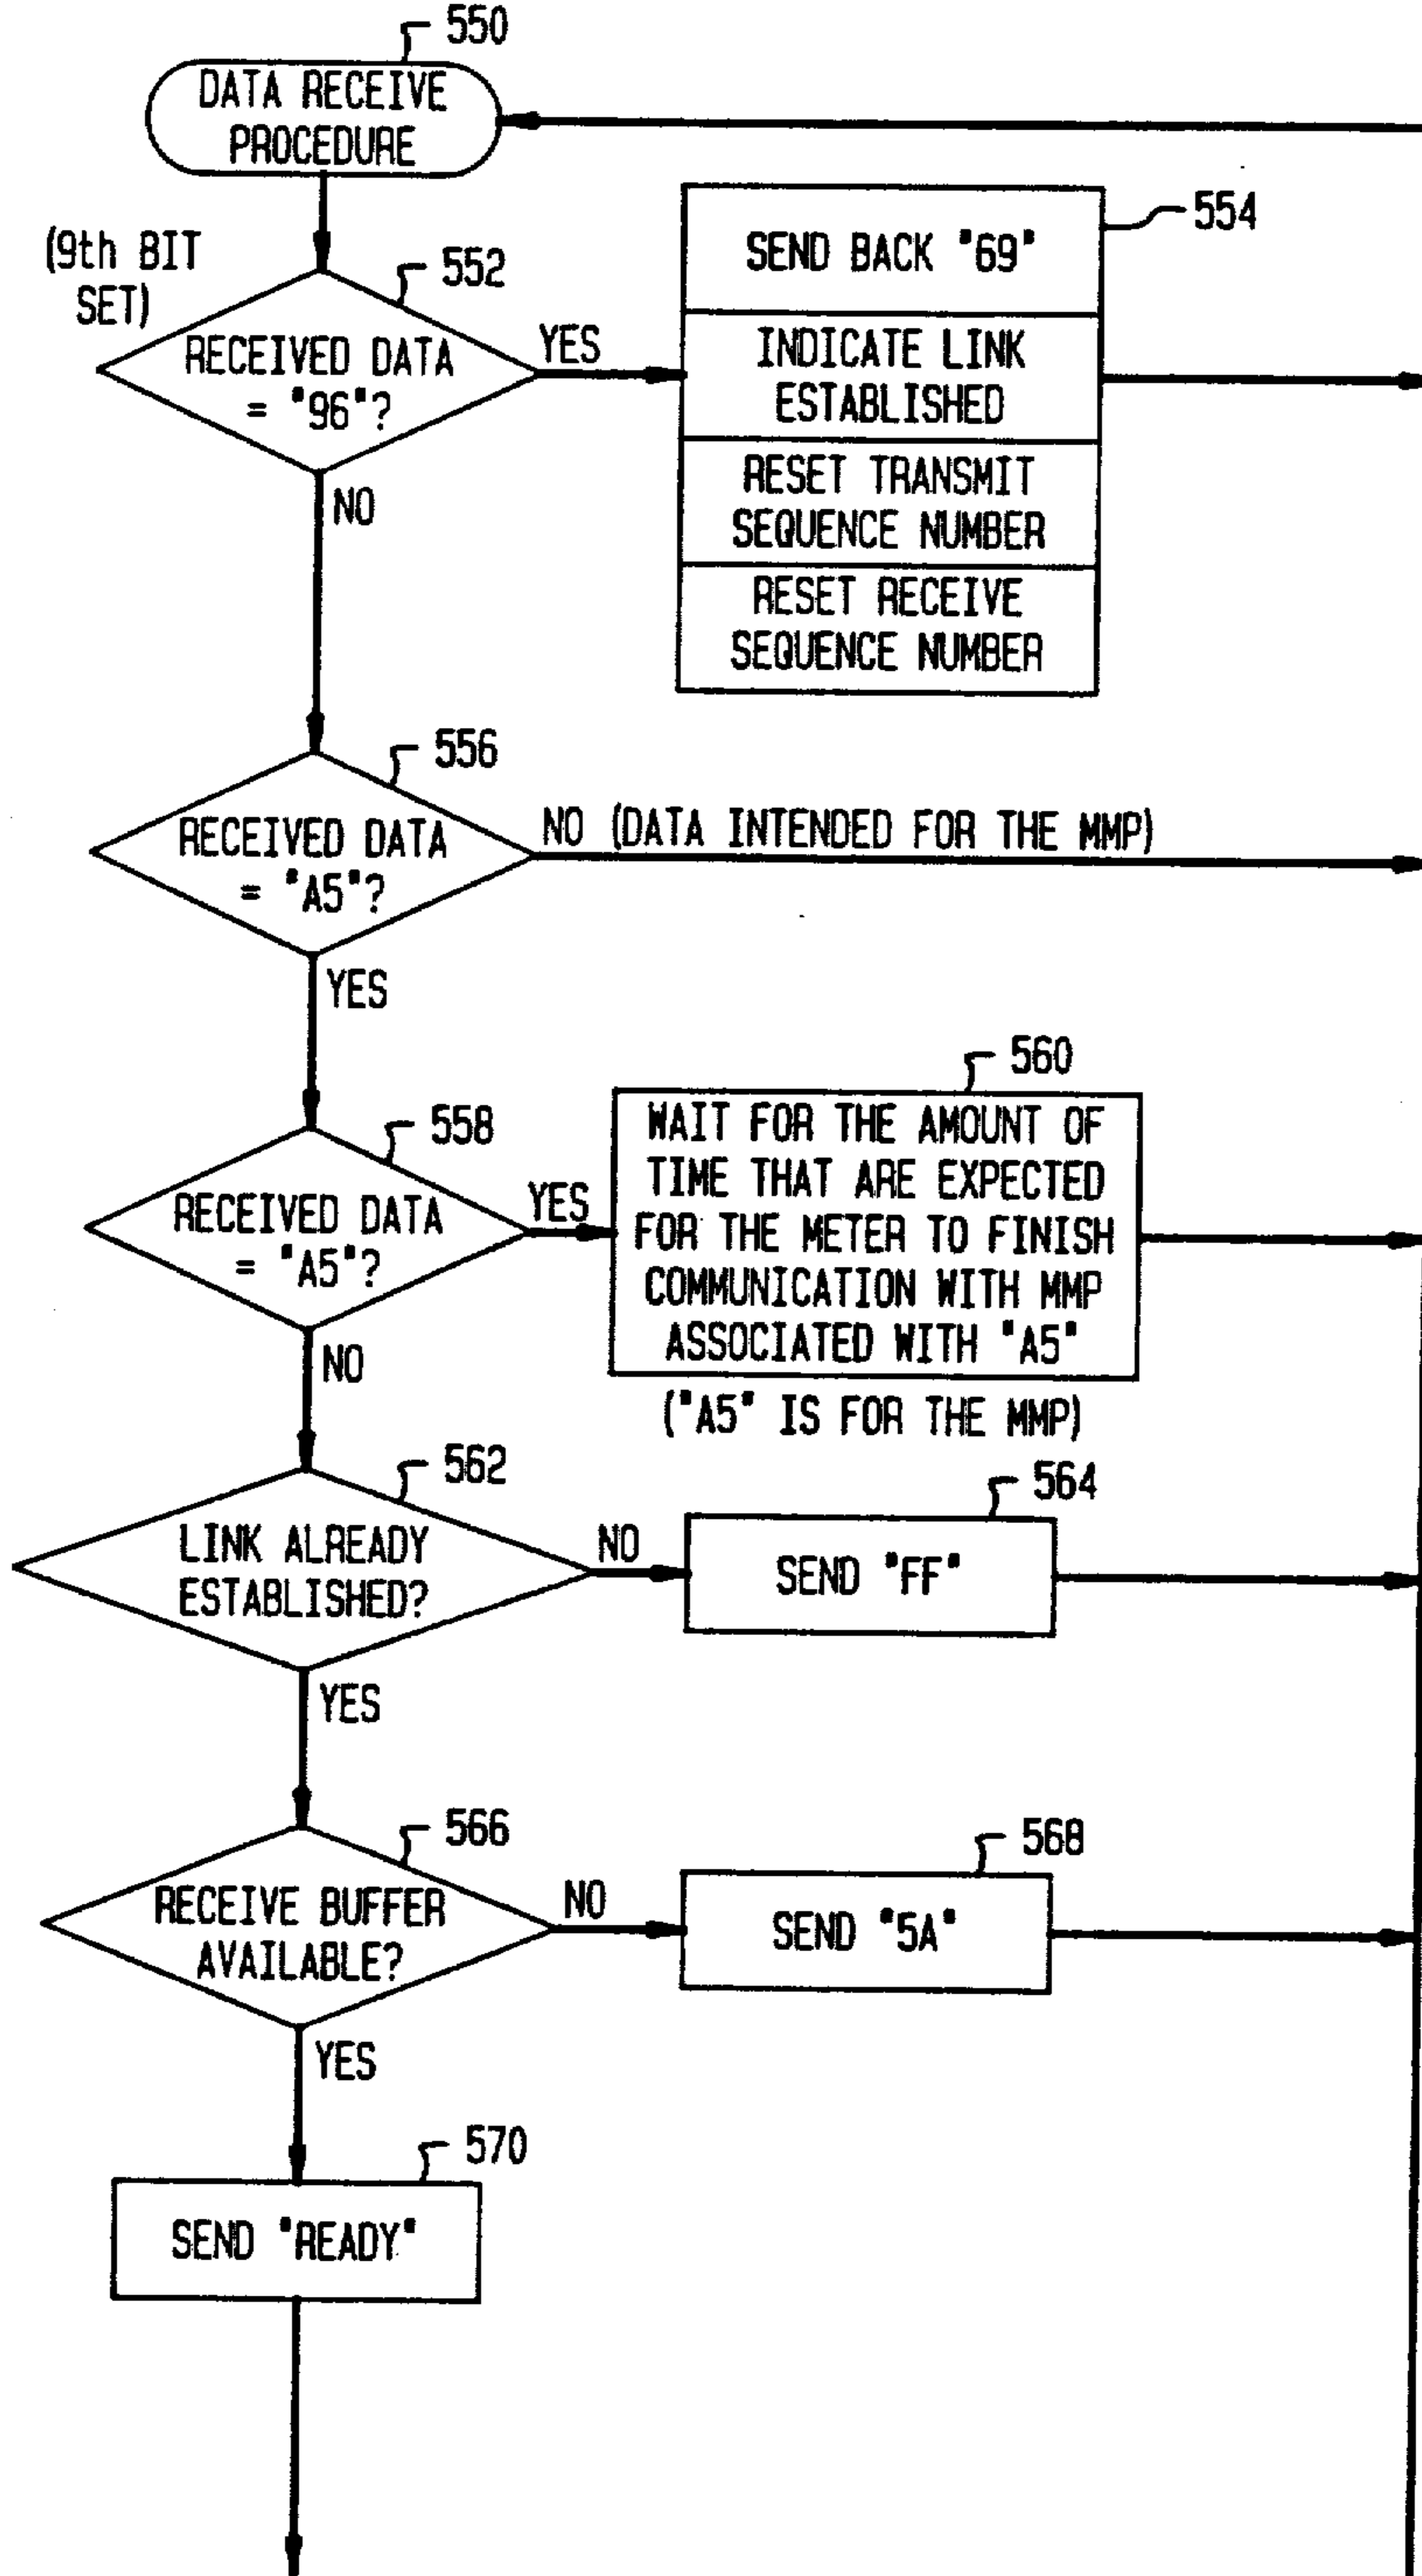 550
DATA RECEIVE
PROCEDURE
(9th BIT
SET)
552
RECEIVED DATA
= "96"?
YES
NO
554
SEND BACK "69"
INDICATE LINK
ESTABLISHED
RESET TRANSMIT
SEQUENCE NUMBER
RESET RECEIVE
SEQUENCE NUMBER
556
RECEIVED DATA
= "A5"?
NO (DATA INTENDED FOR THE MMP)
YES
558
RECEIVED DATA
= "A5"?
YES
NO
560
WAIT FOR THE AMOUNT OF
TIME THAT ARE EXPECTED
FOR THE METER TO FINISH
COMMUNICATION WITH MMP
ASSOCIATED WITH "A5"
("A5" IS FOR THE MMP)
562
LINK ALREADY
ESTABLISHED?
NO
YES
564
SEND "FF"
566
RECEIVE BUFFER
AVAILABLE?
NO
YES
568
SEND "5A"
570
SEND "READY"